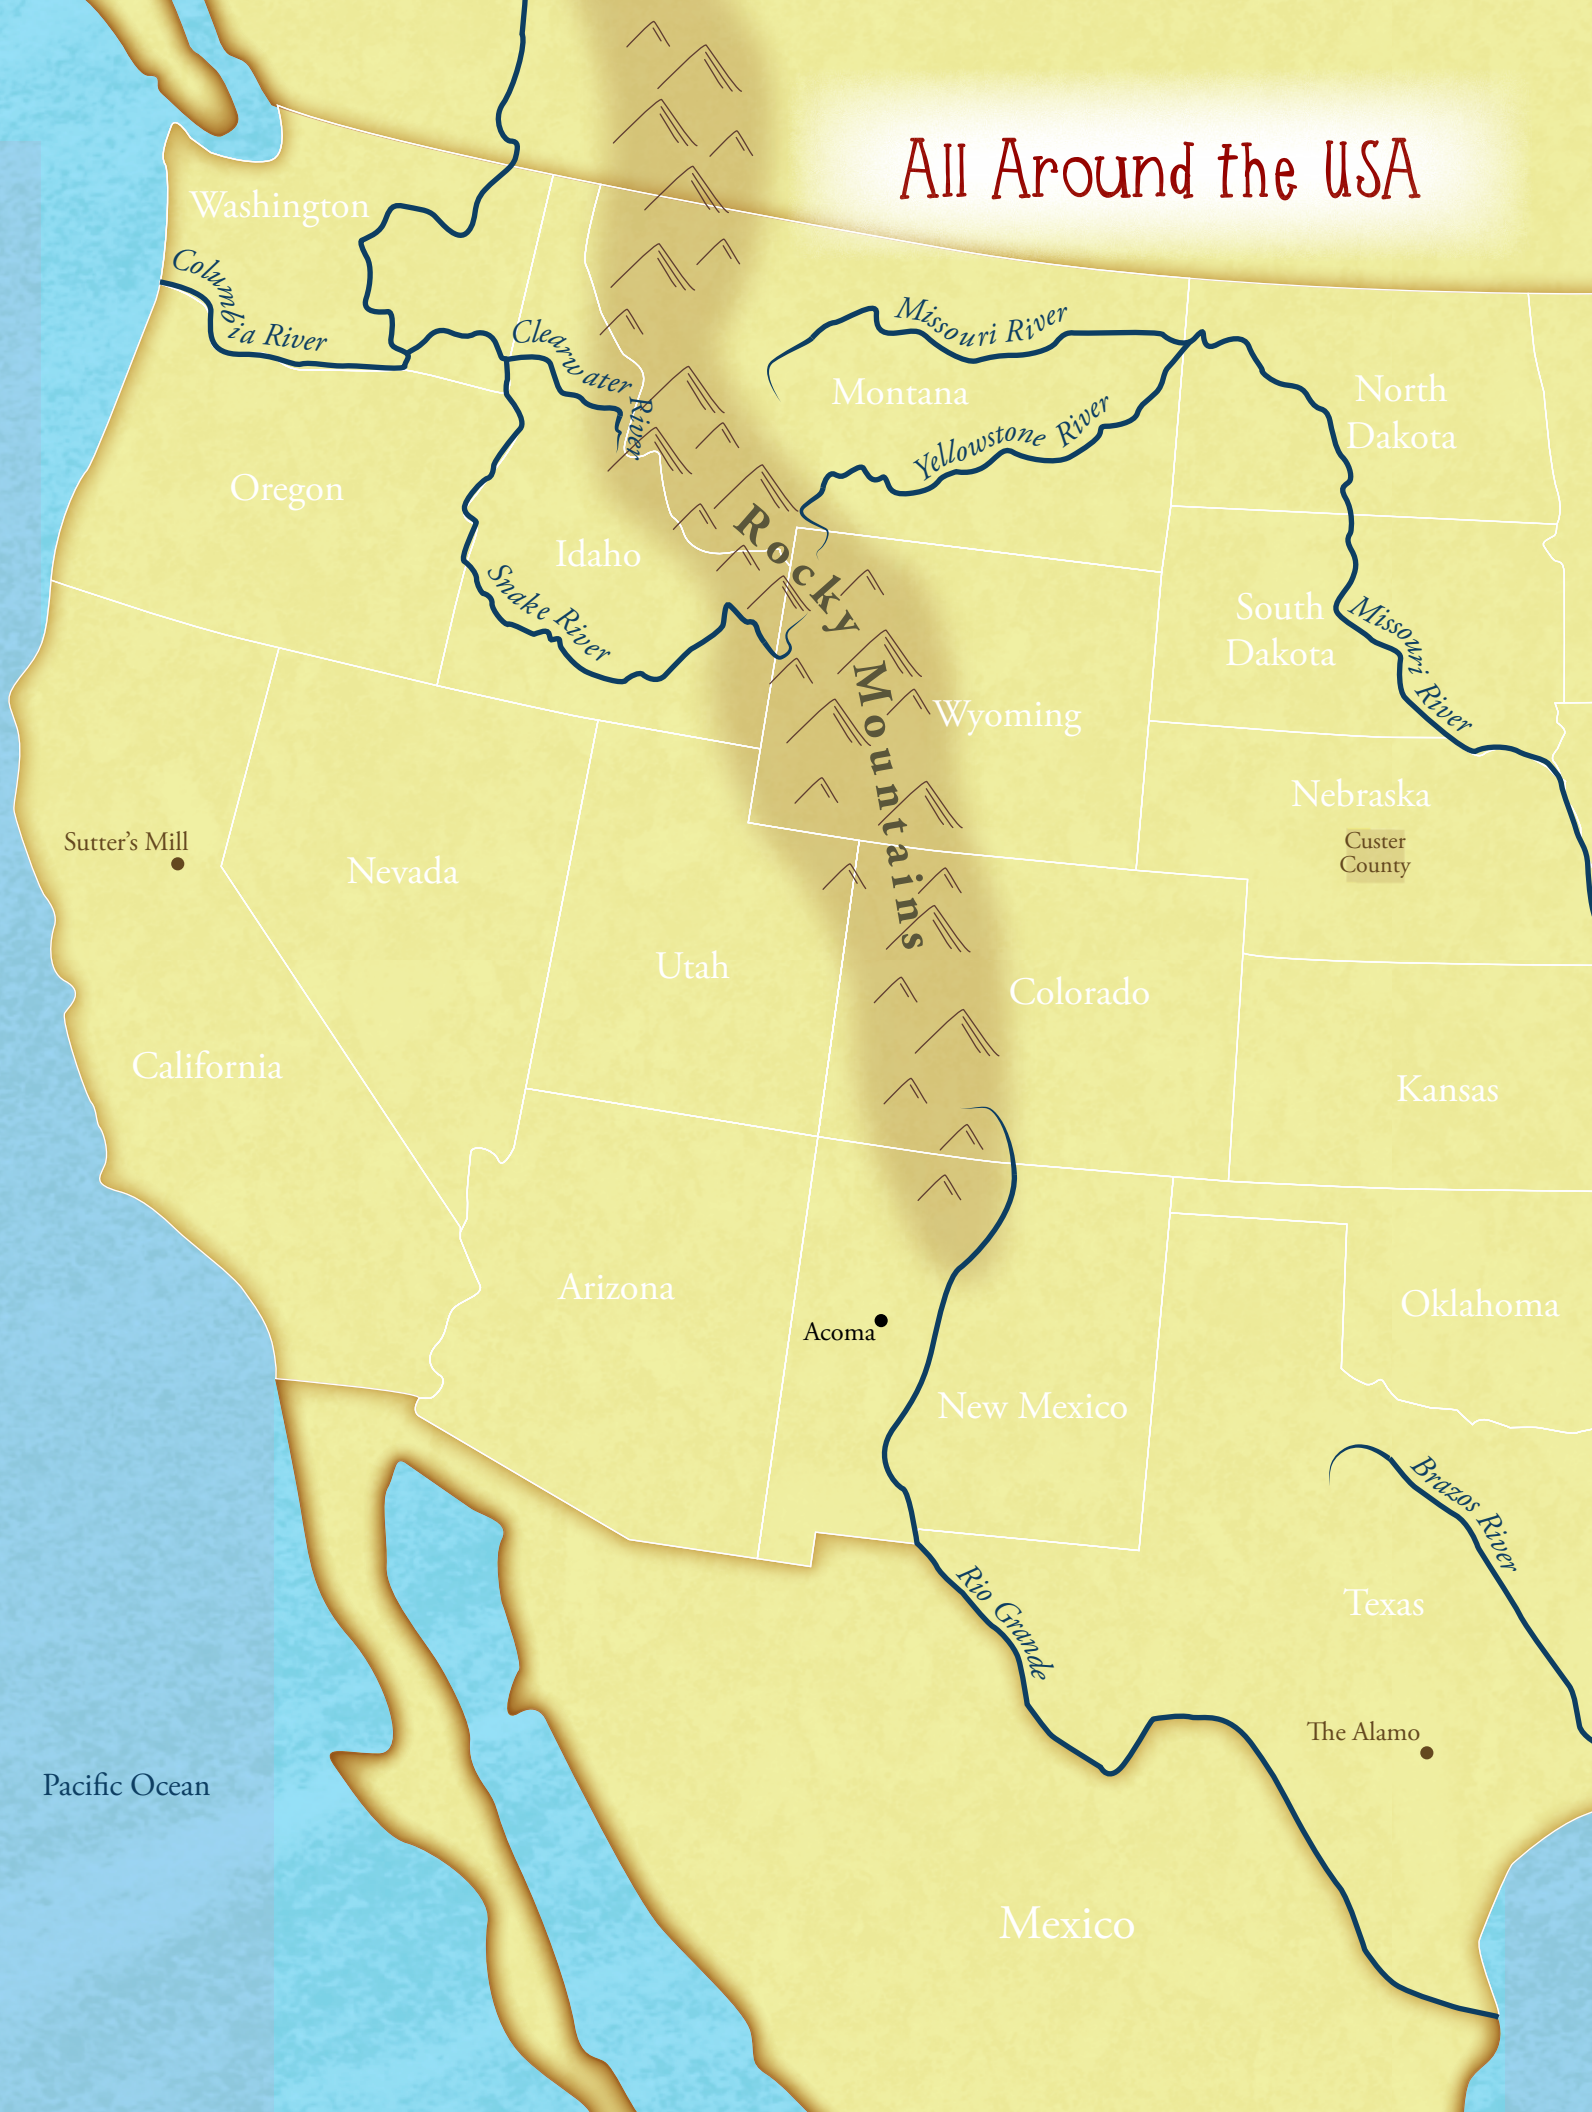 All Around the USA
Washington
Columbia River
Clearwater River
Missouri River
Montana
Yellowstone River
North
Dakota
Oregon
Idaho
Snake River
Rocky Mountains
South
Dakota
Missouri River
Wyoming
Nebraska
Custer
County
Sutter’s Mill
Nevada
Utah
Colorado
California
Kansas
Arizona
Acoma
Oklahoma
New Mexico
Brazos River
Rio Grande
Texas
The Alamo
Pacific Ocean
Mexico